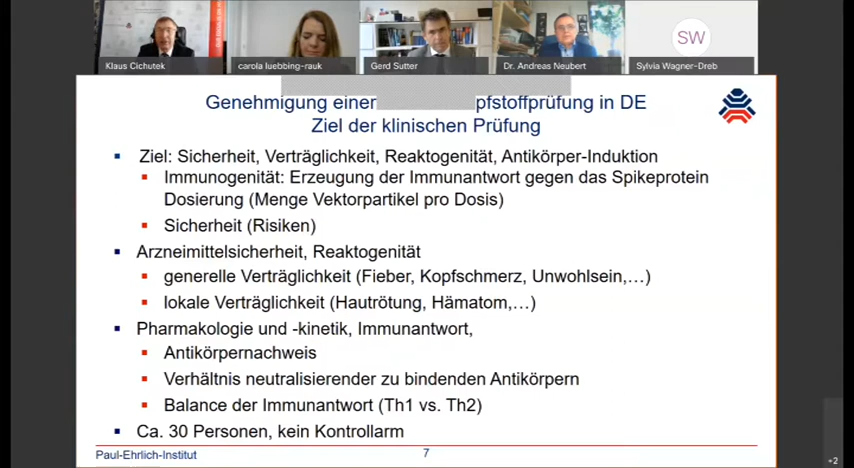 Klaus Cichutek
carola luebbing-rauk
Gerd Sutter
Dr. Andreas Neubert
SW
Sylvia Wagner-Dreb
Genehmigung einer pfstoffprüfung in DE
Ziel der klinischen Prüfung
Ziel: Sicherheit, Verträglichkeit, Reaktogenität, Antikörper-Induktion
Immunogenität: Erzeugung der Immunantwort gegen das Spikeprotein
Dosierung (Menge Vektorpartikel pro Dosis)
Sicherheit (Risiken)
Arzneimittelsicherheit, Reaktogenität
generelle Verträglichkeit (Fieber, Kopfschmerz, Unwohlsein,…)
lokale Verträglichkeit (Hautrötung, Hämatom,…)
Pharmakologie und -kinetik, Immunantwort,
Antikörpernachweis
Verhältnis neutralisierender zu bindenden Antikörpern
Balance der Immunantwort (Th1 vs. Th2)
Ca. 30 Personen, kein Kontrollarm
Paul-Ehrlich-Institut
7
+2